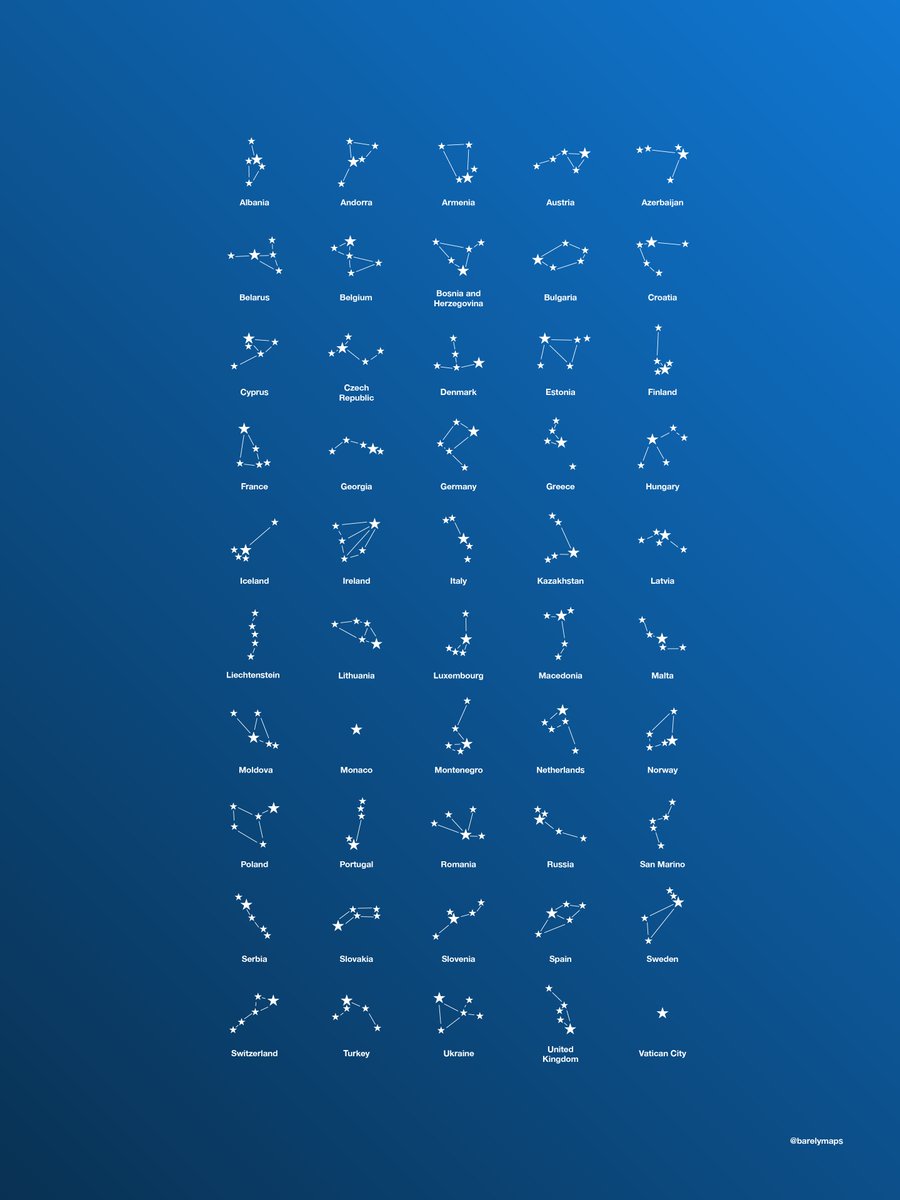 Albania
Andorra
Armenia
Austria
Azerbaijan
Belarus
Belgium
Bosnia and
Herzegovina
Bulgaria
Croatia
Cyprus
Czech
Republic
Denmark
Estonia
Finland
France
Georgia
Germany
Greece
Hungary
Iceland
Ireland
Italy
Kazakhstan
Latvia
Liechtenstein
Lithuania
Luxembourg
Macedonia
Malta
Moldova
Monaco
Montenegro
Netherlands
Norway
Poland
Portugal
Romania
Russia
San Marino
Serbia
Slovakia
Slovenia
Spain
Sweden
Switzerland
Turkey
Ukraine
United
Kingdom
Vatican City
@barelymaps